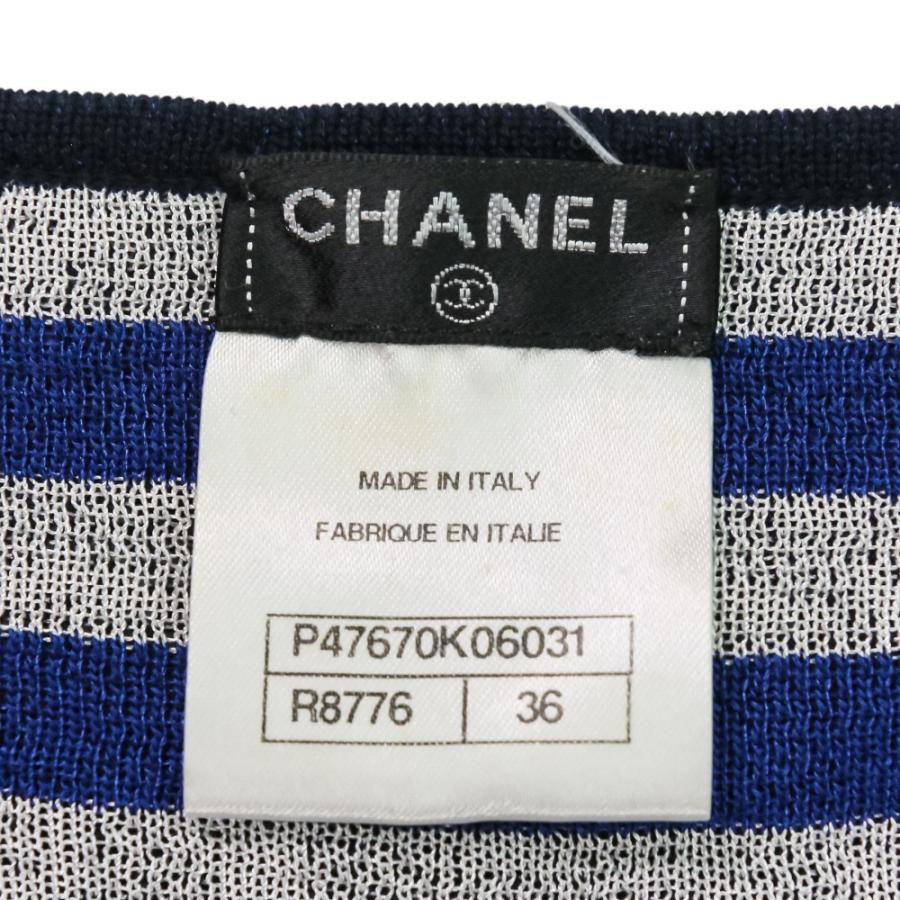 CHANEL
MADE IN ITALY
FABRIQUE EN ITALIE
P47670K06031
R8776 36